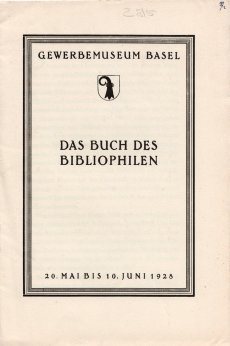 GEWERBEMUSEUM BASEL
DAS BUCH DES
BIBLIOPHILEN
20. MAI BIS 10. JUNI 1928